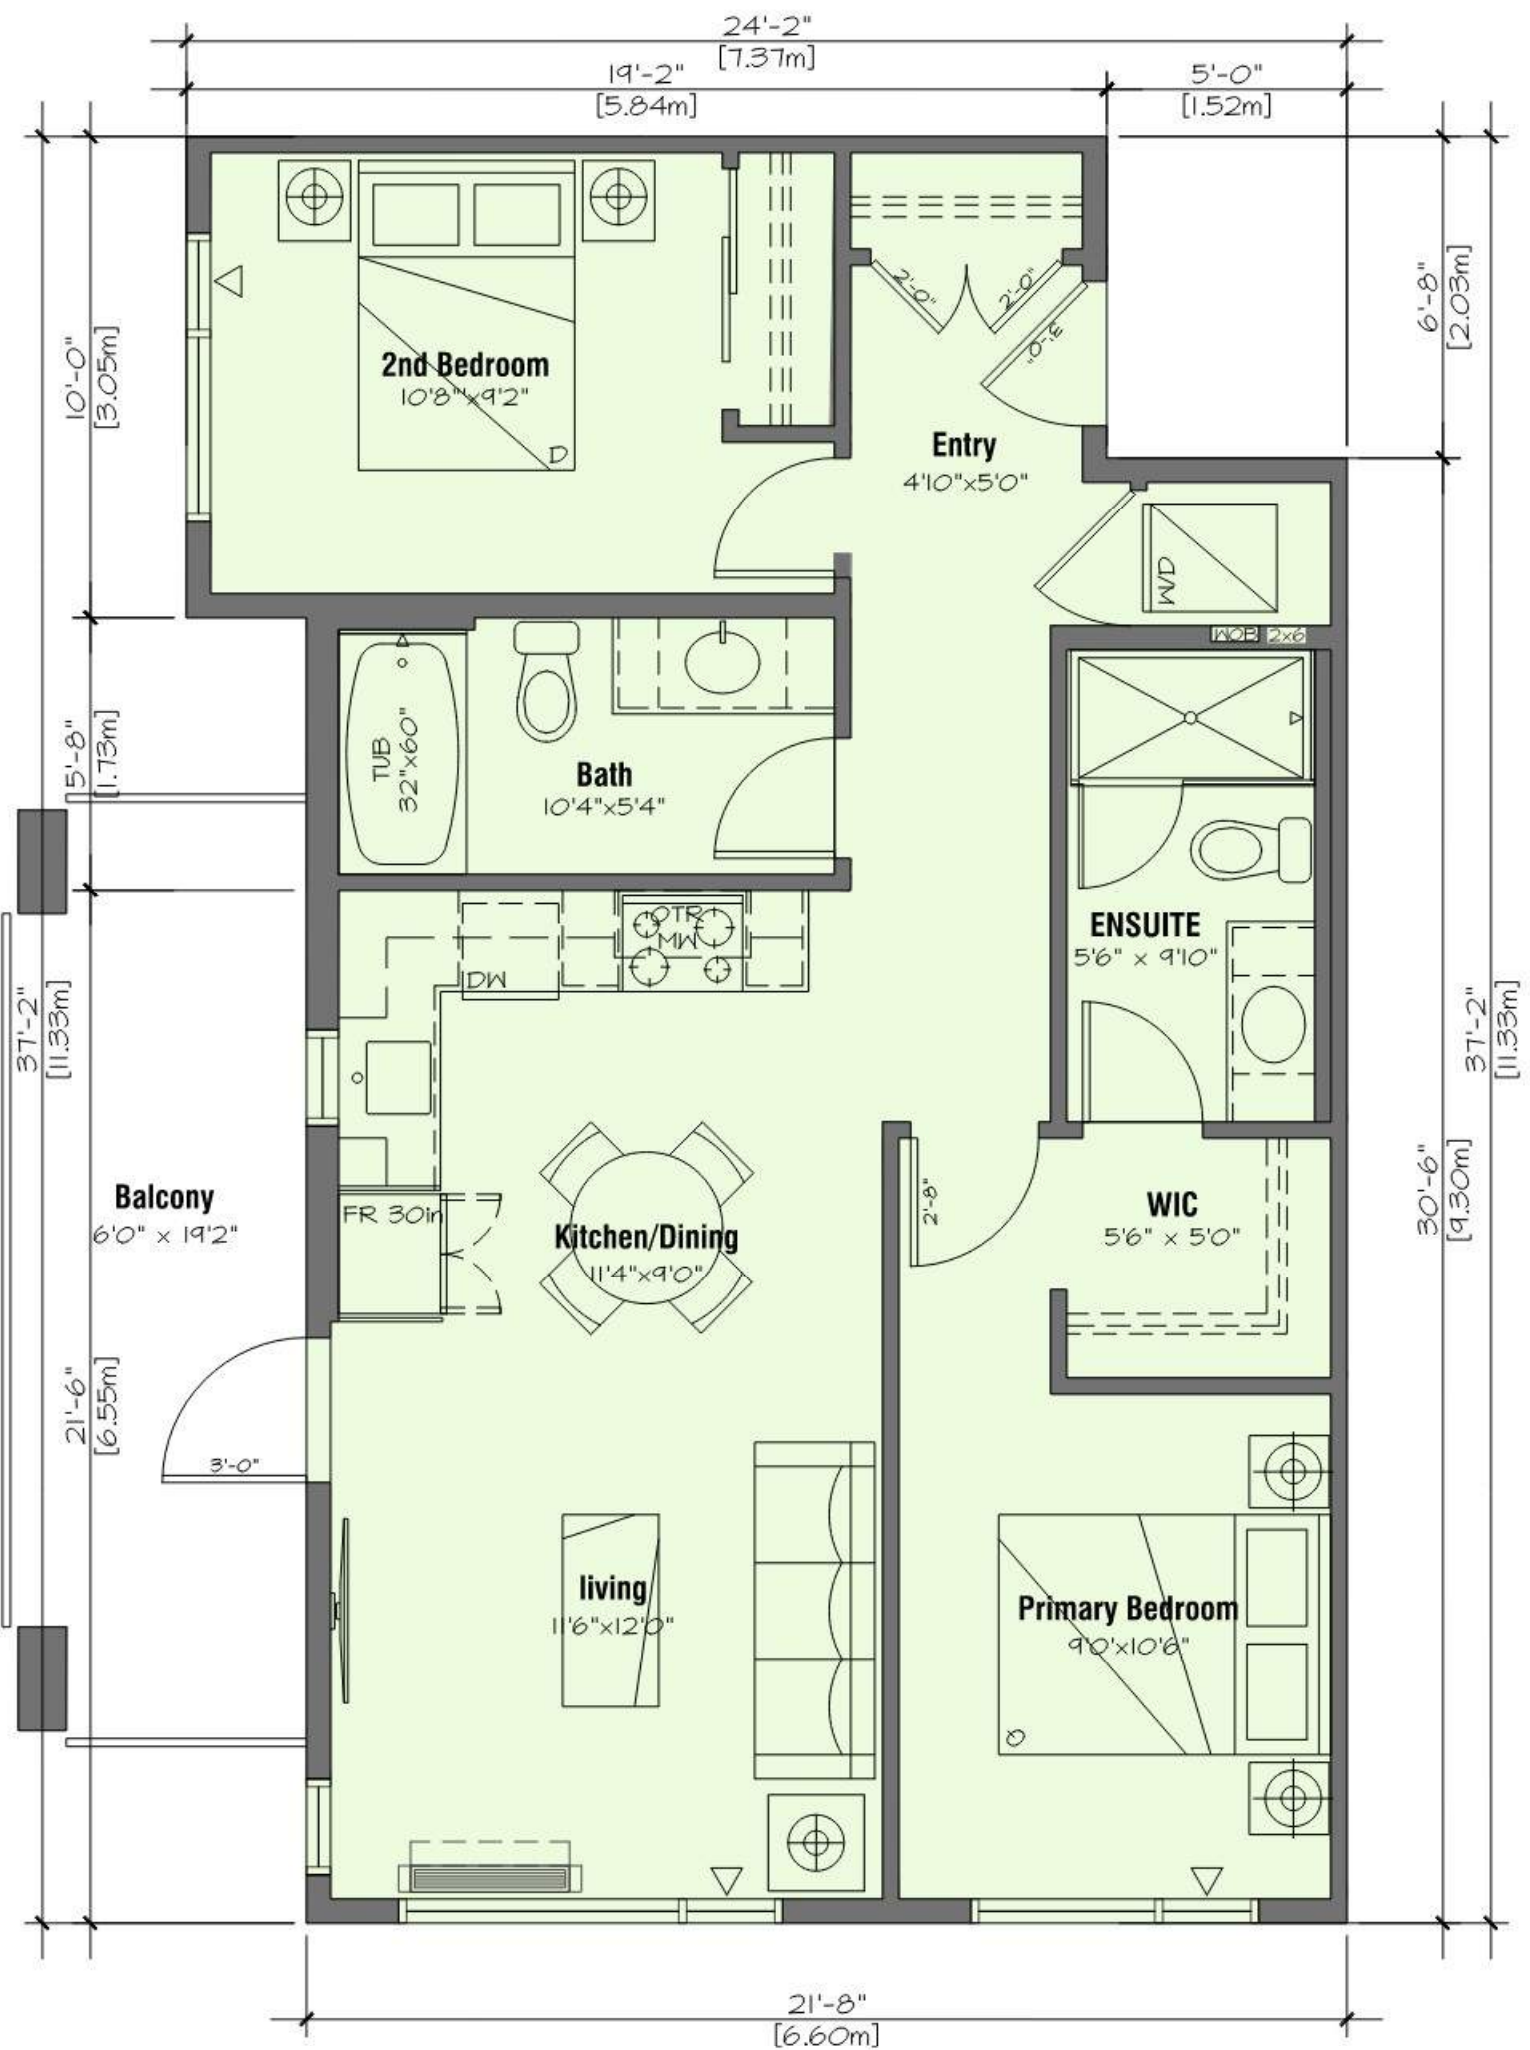 24'-2"
[7.37m]
19'-2"
[5.84m]
5'-0"
[1.52m]
10'-0"
[3.05m]
6'-8"
[2.03m]
2'-0"
2'-0"
3'-0"
2nd Bedroom
10'8"x9'2"
D
Entry
4'10"x5'0"
W/D
WOB
2x6
5'-8"
[1.73m]
TUB
32"x60"
Bath
10'4"x5'4"
OTR
MW
DW
ENSUITE
5'6" x 9'10"
37'-2"
[11.33m]
37'-2"
[11.33m]
Balcony
6'0" x 19'2"
FR 30in
Kitchen/Dining
11'4"x9'0"
2'-8"
WIC
5'6" x 5'0"
30'-6"
[9.30m]
21'-6"
[6.55m]
3'-0"
living
11'6"x12'0"
Primary Bedroom
9'0'x10'6"
21'-8"
[6.60m]